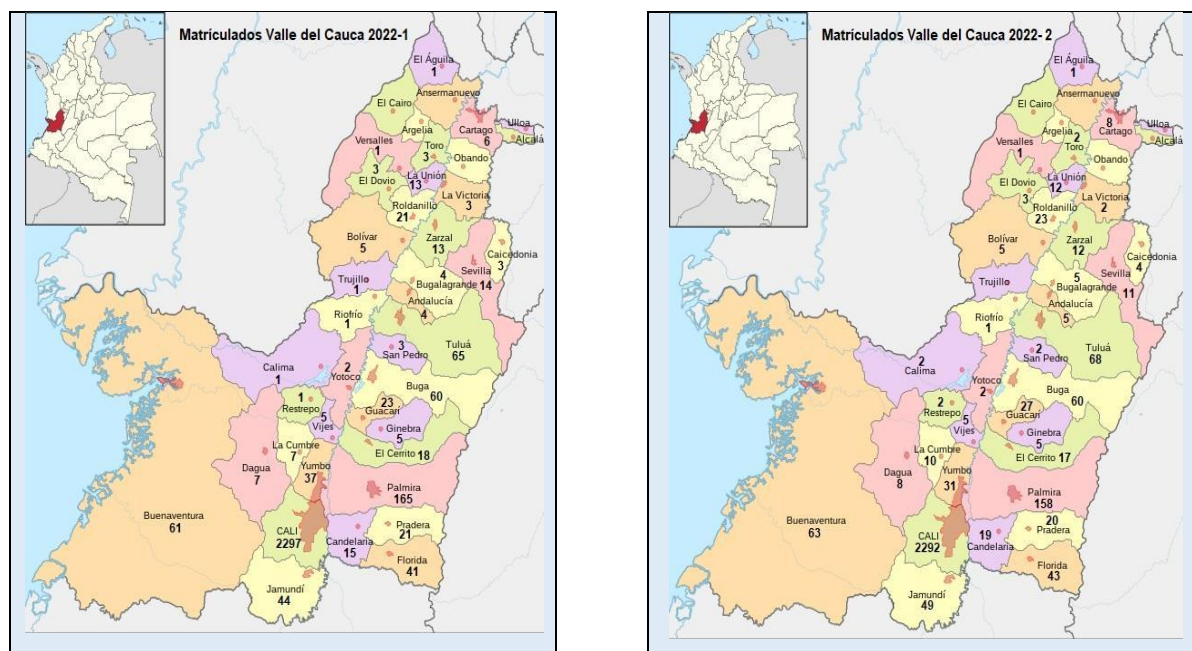 Matrículados Valle del Cauca 2022-1
El Águila
1
Ansermanuevo
El Cairo
Argelia
Cartago
6
Ulloa
Alcalá
Versalles
1
Toro
3
Obando
3
El Dovio
La Unión
13
La Victoria
3
Roldanillo
21
Bolívar
5
Zarzal
13
Caicedonia
3
Sevilla
14
Trujillo
1
4
Bugalagrande
Andalucía
4
Riofrío
1
Tuluá
65
3
San Pedro
Calima
1
2
Yotoco
Buga
60
1
Restrepo
23
Guacarí
5
Vijes
Ginebra
5
La Cumbre
7
El Cerrito 18
Dagua
7
Yumbo
37
Palmira
165
Buenaventura
61
CALI
2297
Pradera
21
Candelaria
15
Florida
41
Jamundí
44
Matrículados Valle del Cauca 2022- 2
El Águila
1
Ansermanuevo
El Cairo
8
Cartago
Ulloa
Alcalá
Argelia
2
Toro
Versalles
1
Obando
La Unión
12
El Dovio
3
La Victoria
2
Roldanillo
23
Bolívar
5
Zarzal
12
Caicedonia
4
Sevilla
11
Trujillo
5
Bugalagrande
Andalucía
5
Riofrío
1
Tuluá
68
2
San Pedro
2
Calima
Yotoco
2
Buga
60
2
Restrepo
27
Guacarí
5
Vijes
Ginebra
5
La Cumbre
10
El Cerrito 17
Dagua
8
Yumbo
31
Palmira
158
Buenaventura
63
CALI
2292
20
Pradera
19
Candelaria
Florida
43
Jamundí
49